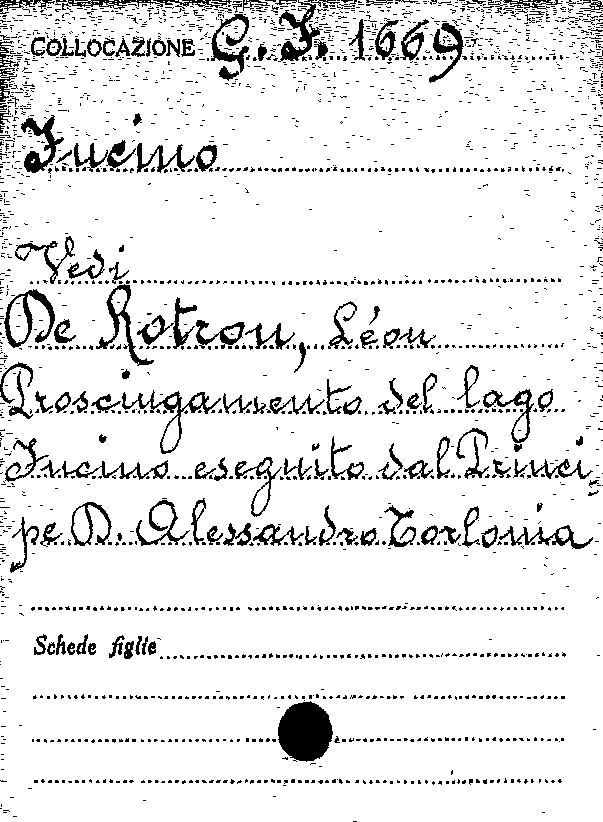 COLLOCAZIONE G. F. 1669
Fucino
Vedi
De Rotrou, Léon
Prosciugamento del lago
Fucino eseguito dal Princi-
pe D. Alessandro Torlonia
Schede figlie